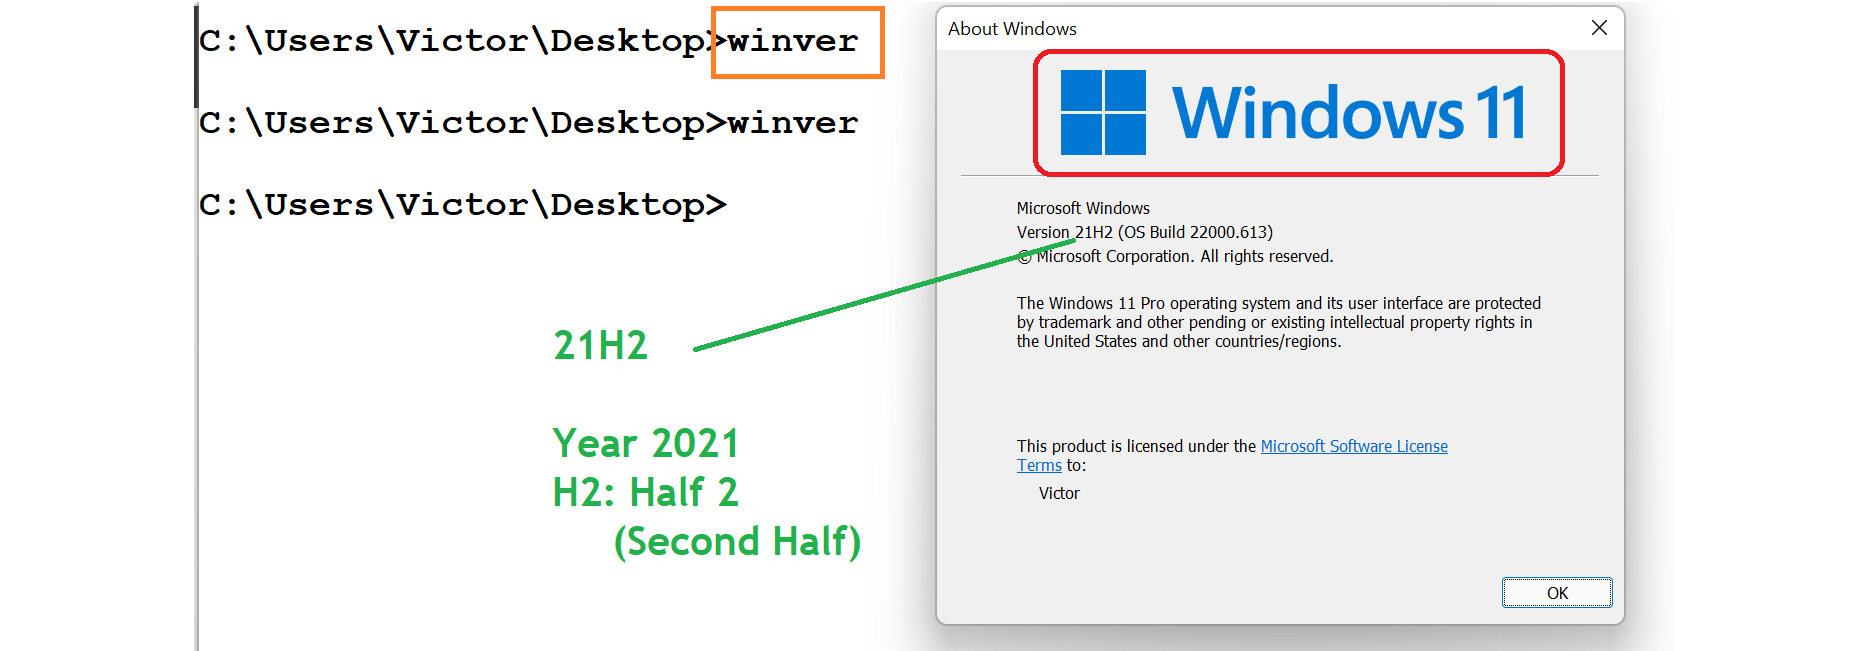 C:\Users\Victor\Desktop>winver
C:\Users\Victor\Desktop>winver
C:\Users\Victor\Desktop>
21H2
Year 2021
H2: Half 2
(Second Half)
About Windows
Windows 11
Microsoft Windows
Version 21H2 (OS Build 22000.613)
© Microsoft Corporation. All rights reserved.
The Windows 11 Pro operating system and its user interface are protected
by trademark and other pending or existing intellectual property rights in
the United States and other countries/regions.
This product is licensed under the Microsoft Software License
Terms to:
Victor
OK